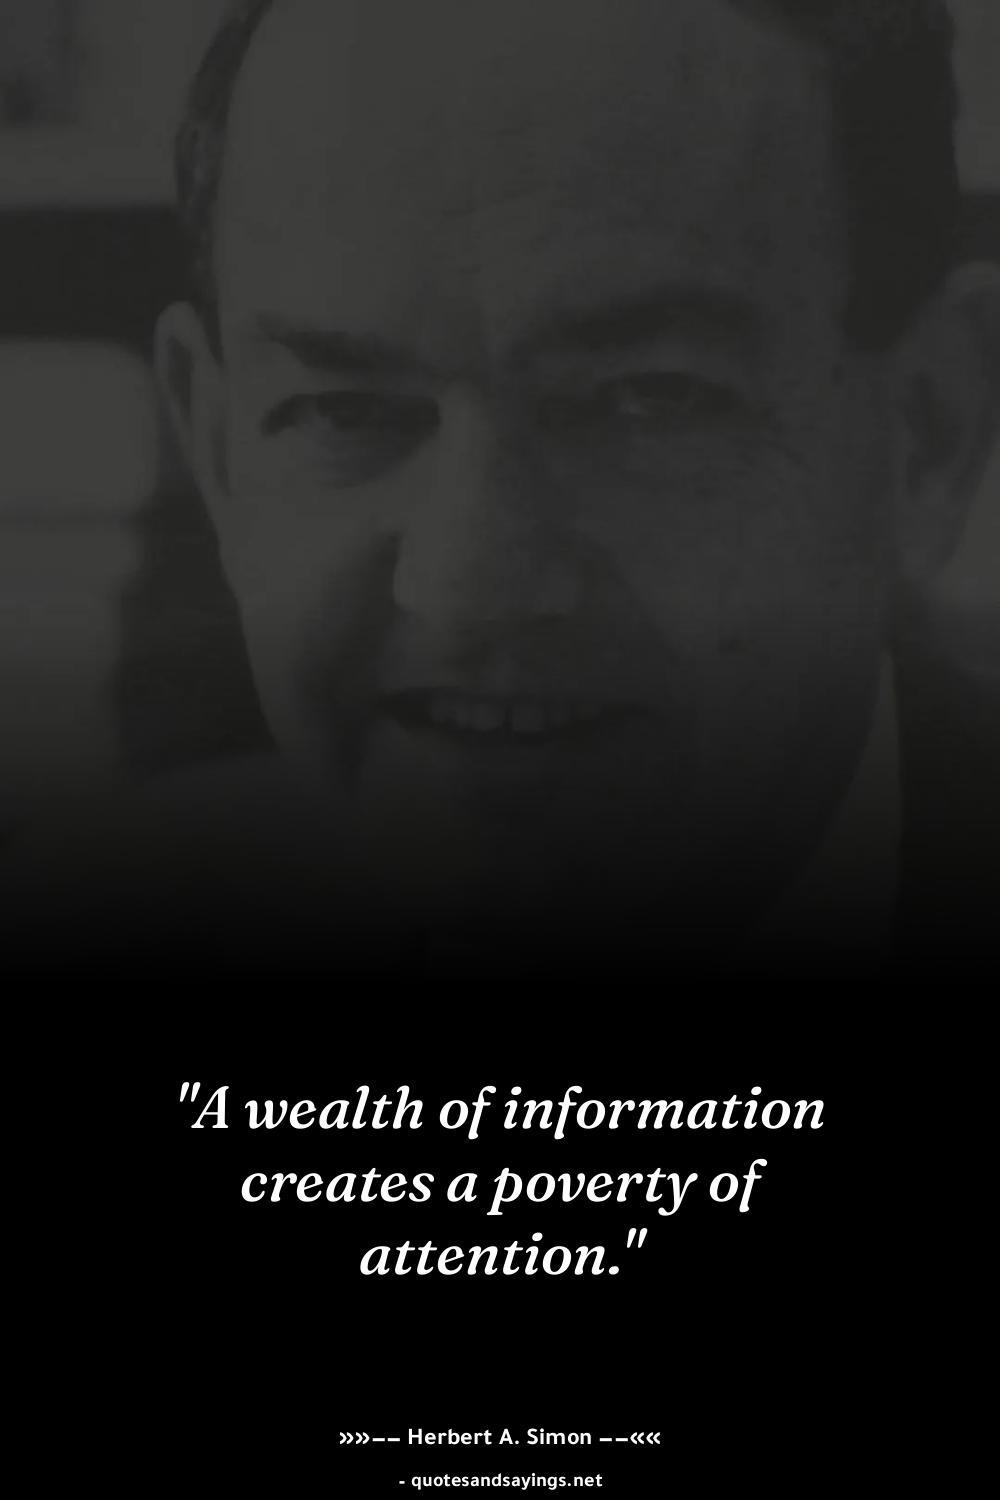 "A wealth of information
creates a poverty of
attention."
»»−− Herbert A. Simon −−««
- quotesandsayings.net